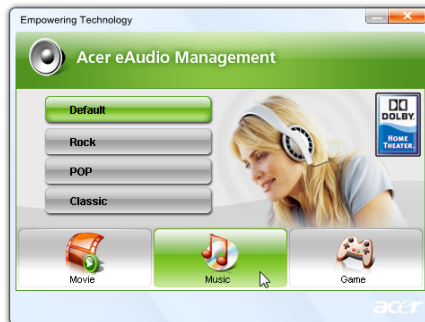 Empowering Technology
Acer eAudio Management
Default
Rock
POP
Classic
DOLBY.
HOME
THEATER
Movie
Music
Game
acer